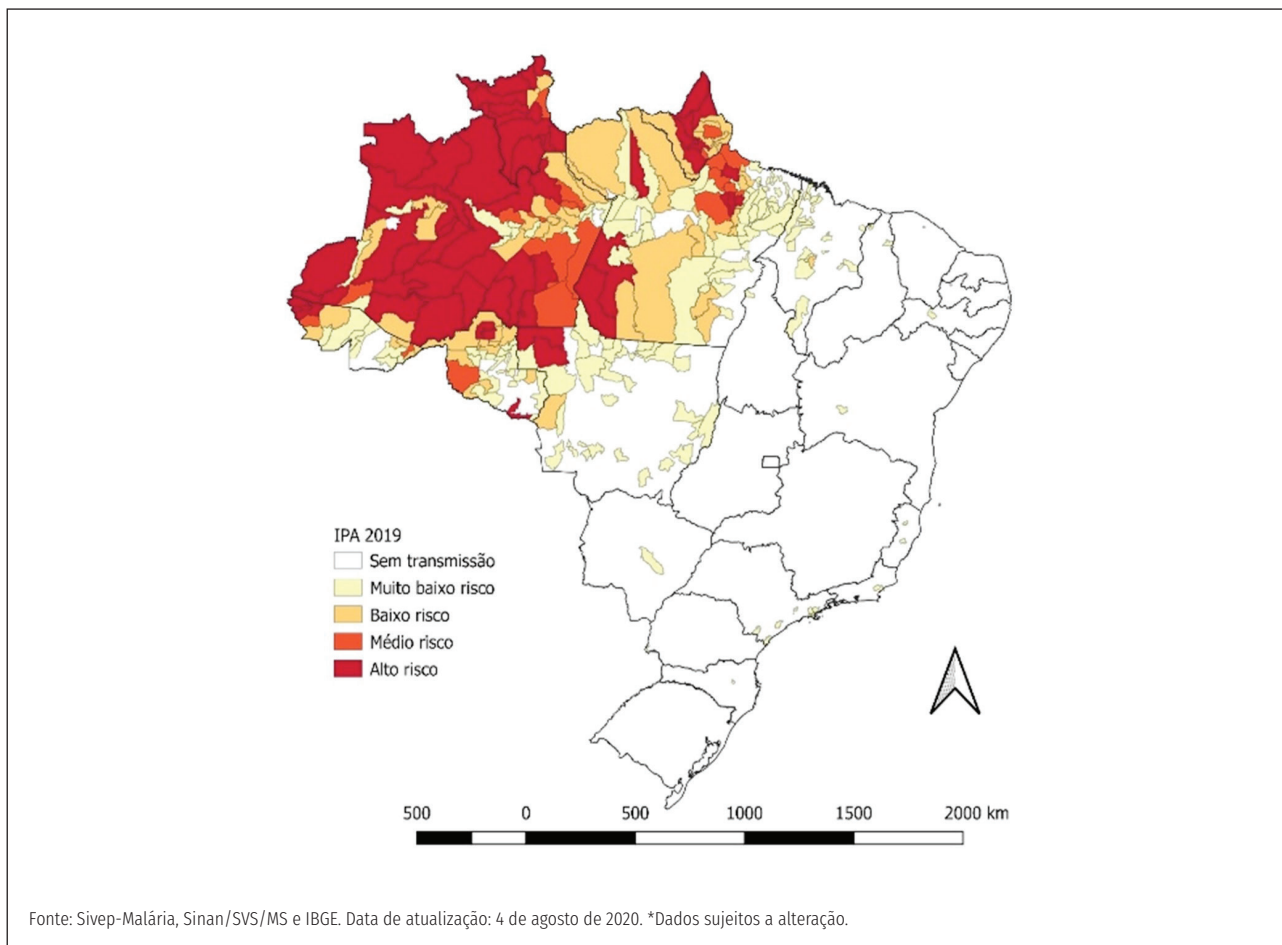 IPA 2019
Sem transmissão
Muito baixo risco
Baixo risco
Médio risco
Alto risco
500 0 500 1000 1500 2000 km
Fonte: Sivep-Malária, Sinan/SVS/MS e IBGE. Data de atualização: 4 de agosto de 2020. *Dados sujeitos a alteração.